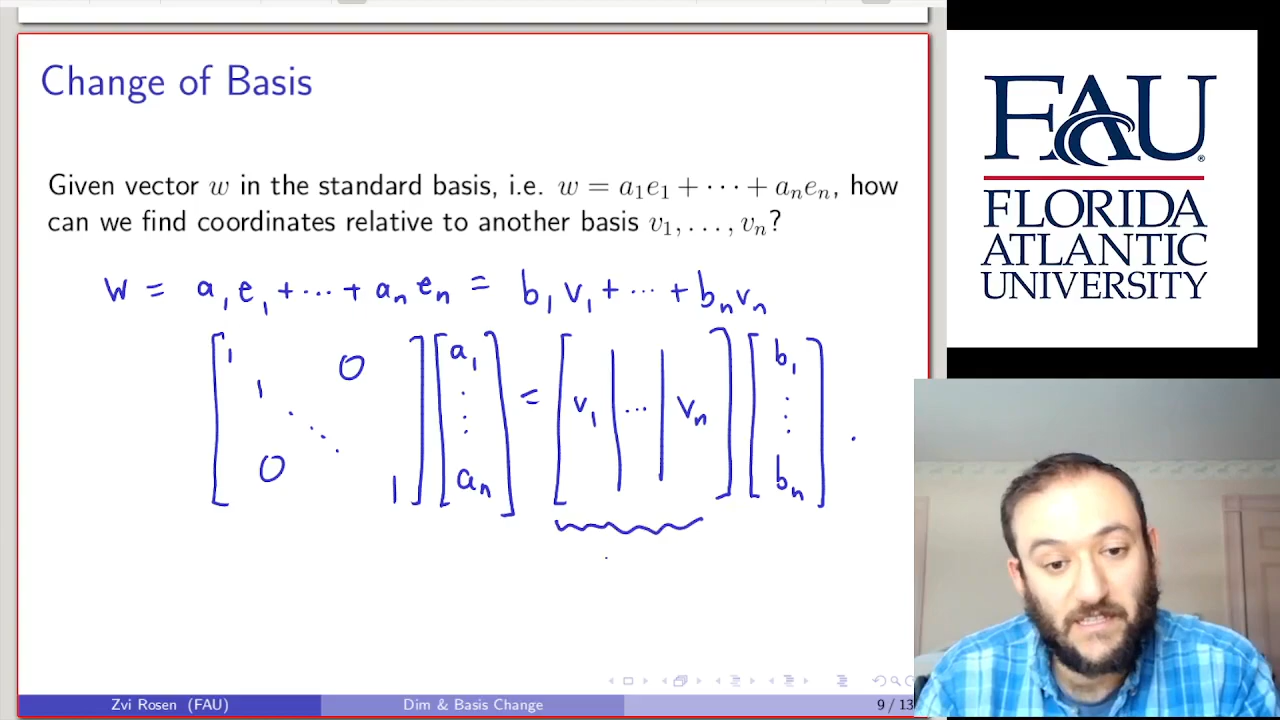 Change of Basis
Given vector w in the standard basis, i.e. w = a₁e₁ + ⋯ + aₙeₙ, how
can we find coordinates relative to another basis v₁, …, vₙ?
w = a₁e₁ + ⋯ + aₙeₙ = b₁v₁ + ⋯ + bₙvₙ
[1 1 ⋱ 1 0 0] [a₁ ⋮ aₙ] = [v₁ | ⋯ | vₙ] [b₁ ⋮ bₙ] .
Zvi Rosen (FAU)
Dim & Basis Change
9 / 13
FAU®
FLORIDA
ATLANTIC
UNIVERSITY